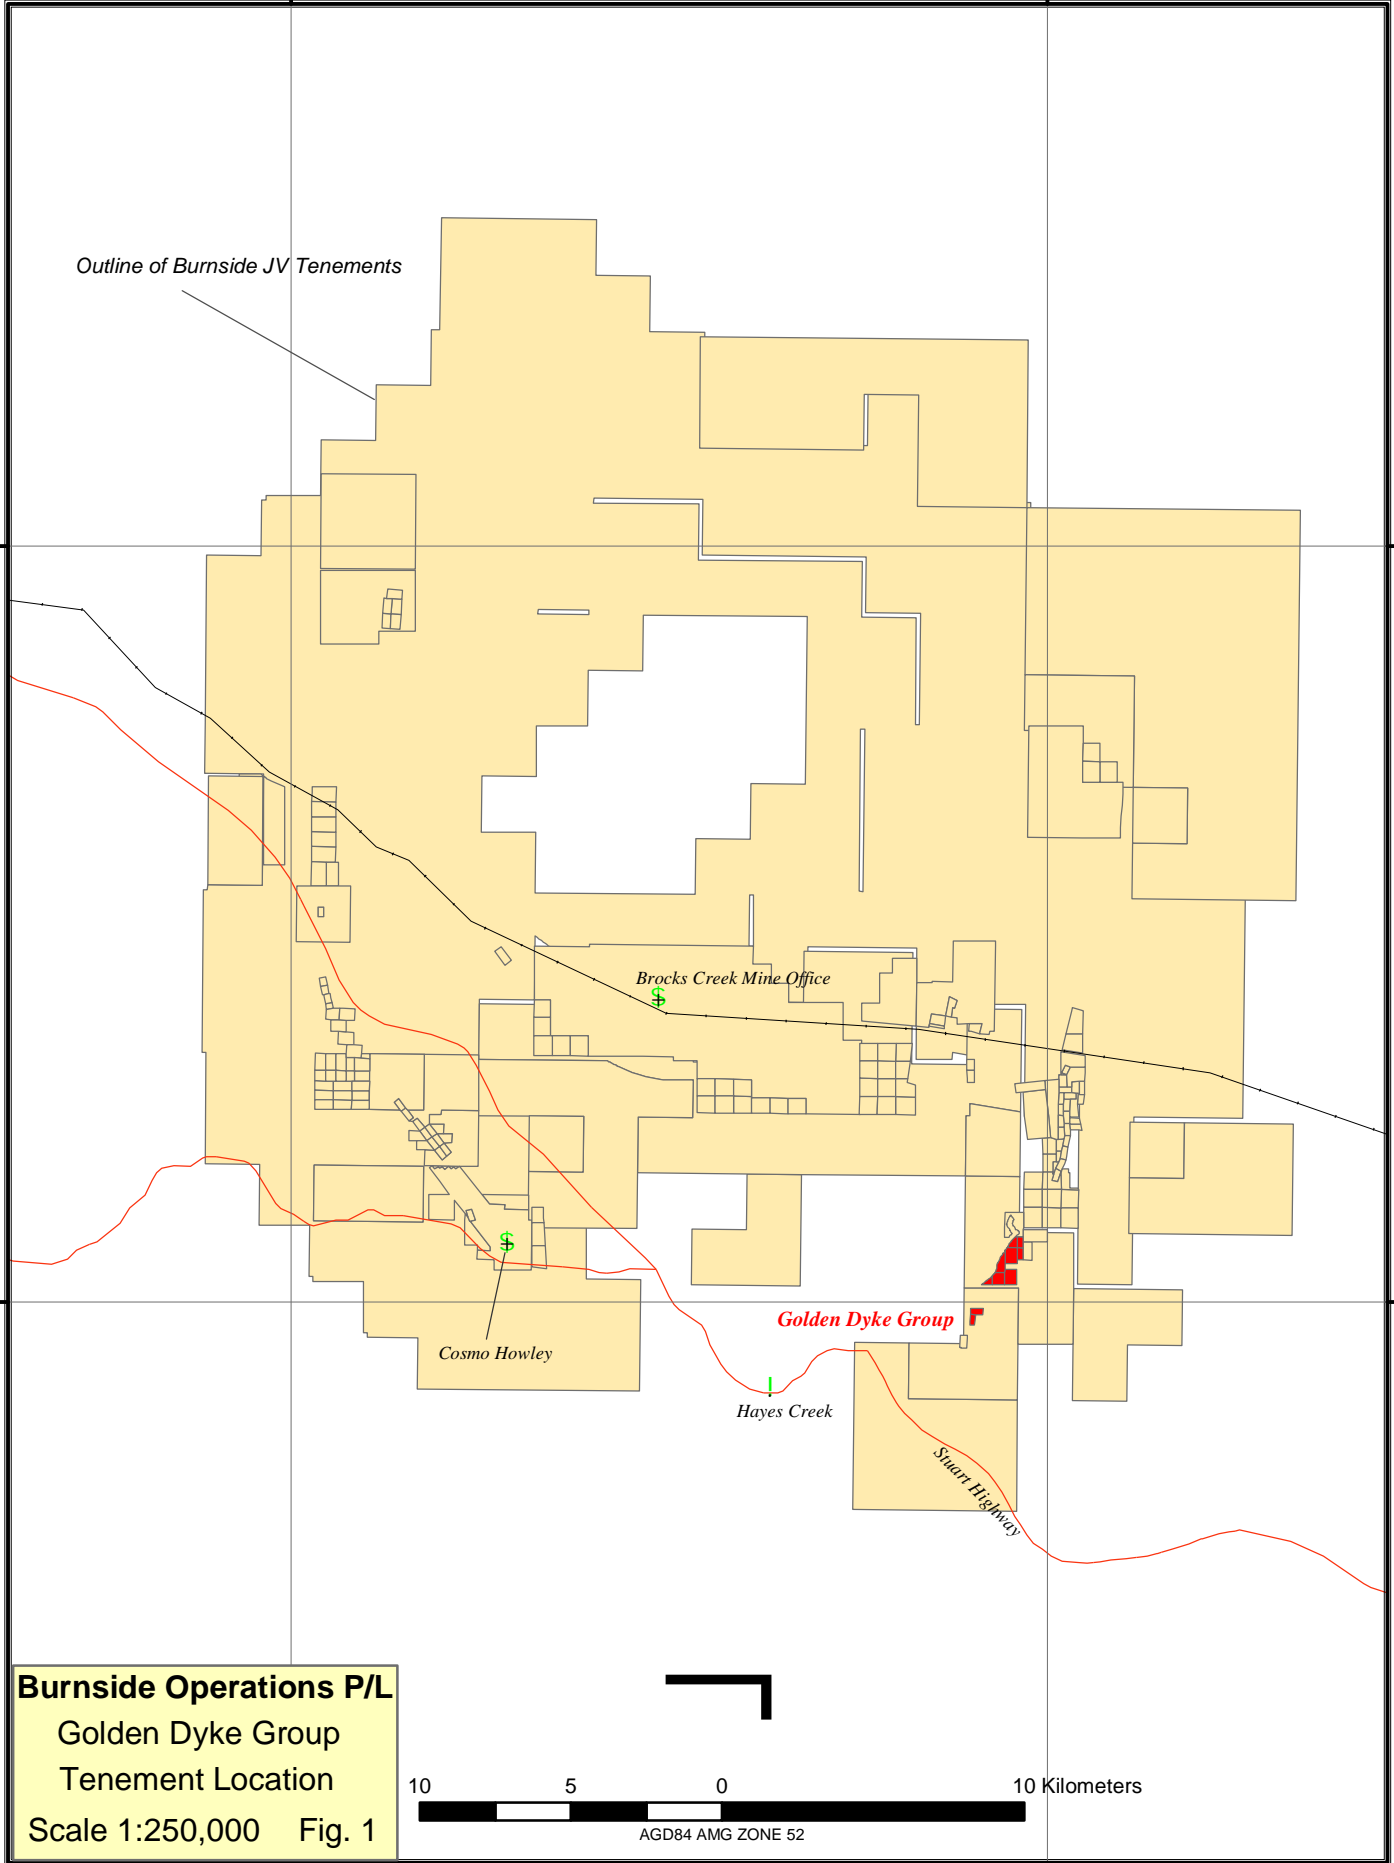 Outline of Burnside JV Tenements
Brocks Creek Mine Office
Golden Dyke Group
Cosmo Howley
Hayes Creek
Stuart Highway
Burnside Operations P/L
Golden Dyke Group
Tenement Location
Scale 1:250,000 Fig. 1
10 5 0 10 Kilometers
AGD84 AMG ZONE 52